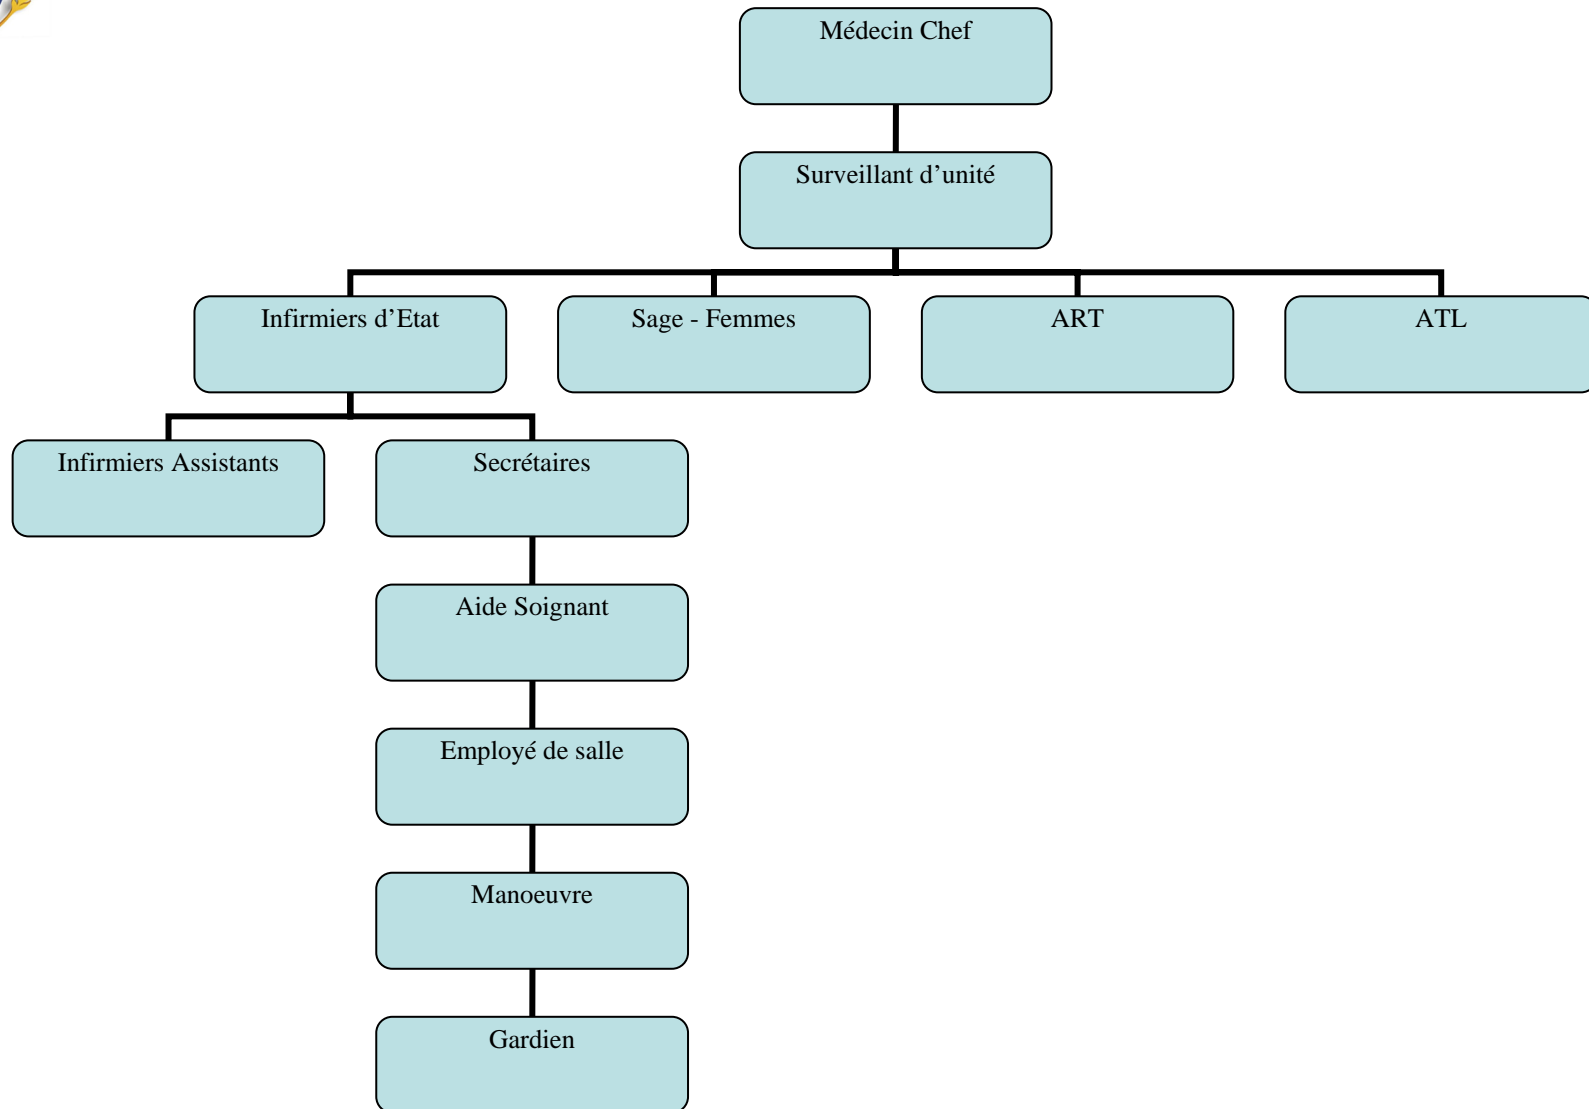 Médecin Chef
Surveillant d’unité
Infirmiers d’Etat
Sage - Femmes
ART
ATL
Infirmiers Assistants
Secrétaires
Aide Soignant
Employé de salle
Manoeuvre
Gardien